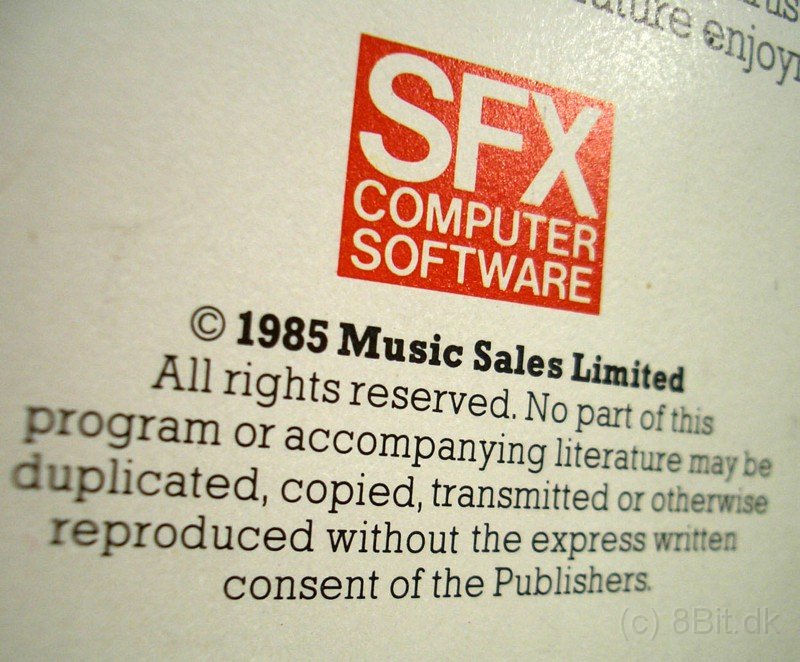 enjoy
SFX
COMPUTER
SOFTWARE
© 1985 Music Sales Limited
All rights reserved. No part of this
program or accompanying literature may be
duplicated, copied, transmitted or otherwise
reproduced without the express written
consent of the Publishers.
(c) 8Bit.dk